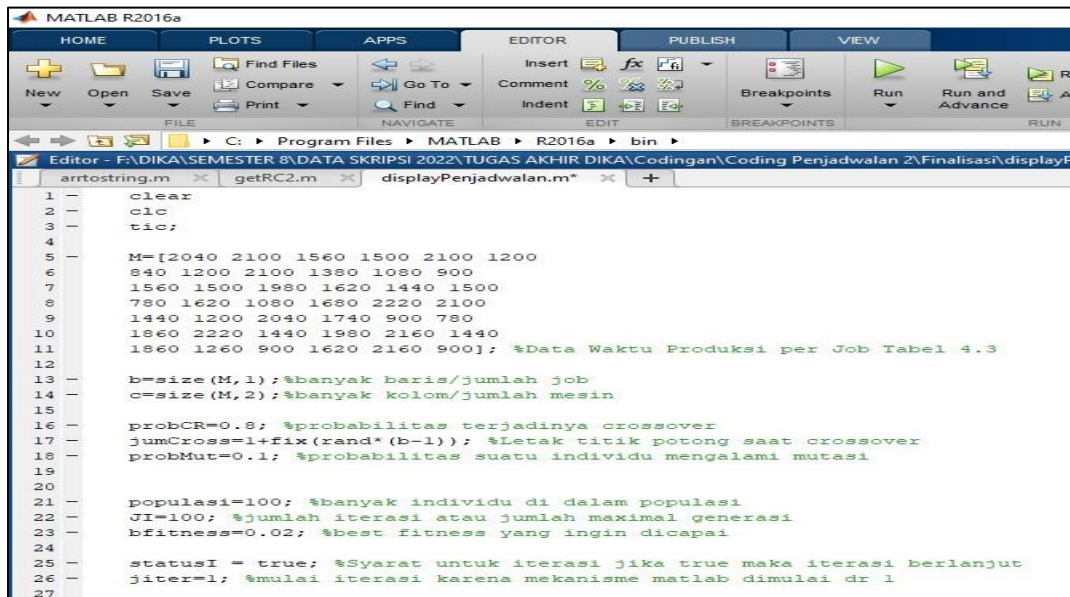 MATLAB R2016a
HOME PLOTS APPS EDITOR PUBLISH VIEW
New Open Save Find Files Compare Print
Go To Find
Insert fx
Comment
Indent
Breakpoints
Run Run and Advance
FILE NAVIGATE EDIT BREAKPOINTS RUN
C: Program Files MATLAB R2016a bin
Editor - F:\DIKA\SEMESTER 8\DATA SKRIPSI 2022\TUGAS AKHIR DIKA\Codingan\Coding Penjadwalan 2\Finalisasi\displayP
arrtostring.m getRC2.m displayPenjadwalan.m* +
1 - clear
2 - clc
3 - tic;
4
5 - M=[2040 2100 1560 1500 2100 1200
6 840 1200 2100 1380 1080 900
7 1560 1500 1980 1620 1440 1500
8 780 1620 1080 1680 2220 2100
9 1440 1200 2040 1740 900 780
10 1860 2220 1440 1980 2160 1440
11 1860 1260 900 1620 2160 900]; %Data Waktu Produksi per Job Tabel 4.3
12
13 - b=size(M,1);%banyak baris/jumlah job
14 - c=size(M,2);%banyak kolom/jumlah mesin
15
16 - probCR=0.8; %probabilitas terjadinya crossover
17 - jumCross=1+fix(rand*(b-1)); %Letak titik potong saat crossover
18 - probMut=0.1; %probabilitas suatu individu mengalami mutasi
19
20
21 - populasi=100; %banyak individu di dalam populasi
22 - JI=100; %jumlah iterasi atau jumlah maximal generasi
23 - bfitness=0.02; %best fitness yang ingin dicapai
24
25 - statusI = true; %Syarat untuk iterasi jika true maka iterasi berlanjut
26 - jiter=1; %mulai iterasi karena mekanisme matlab dimulai dr 1
27